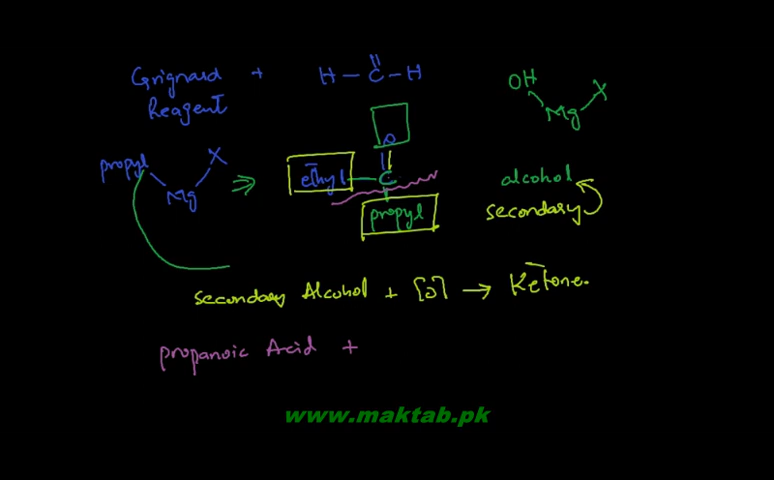 Grignard + H — C — H
Reagent
OH
Mg X
propyl Mg X ⇒ ethyl — C
O
propyl
alcohol
secondary
secondary Alcohol + [O] → Ketone.
propanoic Acid +
www.maktab.pk